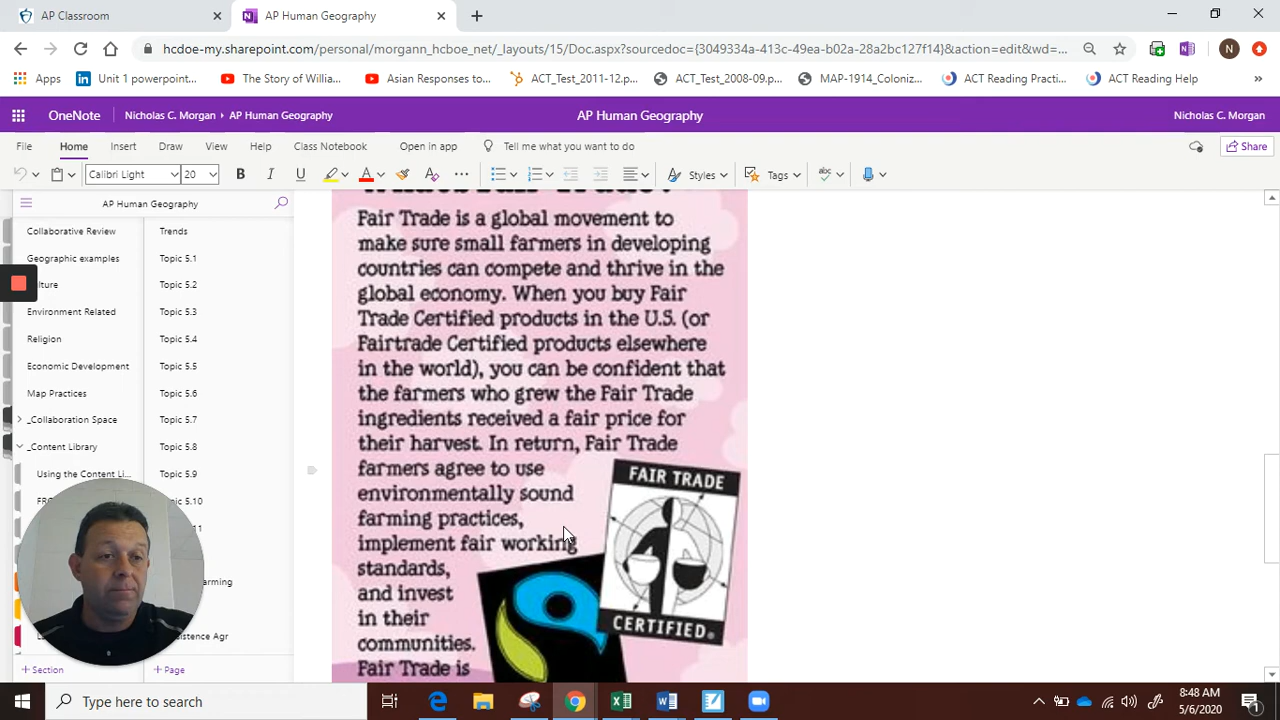 AP Classroom
AP Human Geography
hcdoe-my.sharepoint.com/personal/morgann_hcboe_net/_layouts/15/Doc.aspx?sourcedoc={3049334a-413c-49ea-b02a-28a2bc127f14}&action=edit&wd=...
N
Apps
Unit 1 powerpoint...
The Story of Willia...
Asian Responses to...
ACT_Test_2011-12.p...
ACT_Test_2008-09.p...
MAP-1914_Coloniz...
ACT Reading Practi...
ACT Reading Help
OneNote
Nicholas C. Morgan › AP Human Geography
AP Human Geography
Nicholas C. Morgan
File
Home
Insert
Draw
View
Help
Class Notebook
Open in app
Tell me what you want to do
Share
Calibri Light
20
B
I
U
A
Styles
Tags
AP Human Geography
Collaborative Review
Geographic examples
Environment Related
Religion
Economic Development
Map Practices
_Collaboration Space
_Content Library
Using the Content Li...
Trends
Topic 5.1
Topic 5.2
Topic 5.3
Topic 5.4
Topic 5.5
Topic 5.6
Topic 5.7
Topic 5.8
Topic 5.9
5.10
+ Section
+ Page
Fair Trade is a global movement to
make sure small farmers in developing
countries can compete and thrive in the
global economy. When you buy Fair
Trade Certified products in the U.S. (or
Fairtrade Certified products elsewhere
in the world), you can be confident that
the farmers who grew the Fair Trade
ingredients received a fair price for
their harvest. In return, Fair Trade
farmers agree to use
environmentally sound
farming practices,
implement fair working
standards,
and invest
in their
communities.
Fair Trade is
FAIR TRADE
CERTIFIED®
Type here to search
8:48 AM
5/6/2020